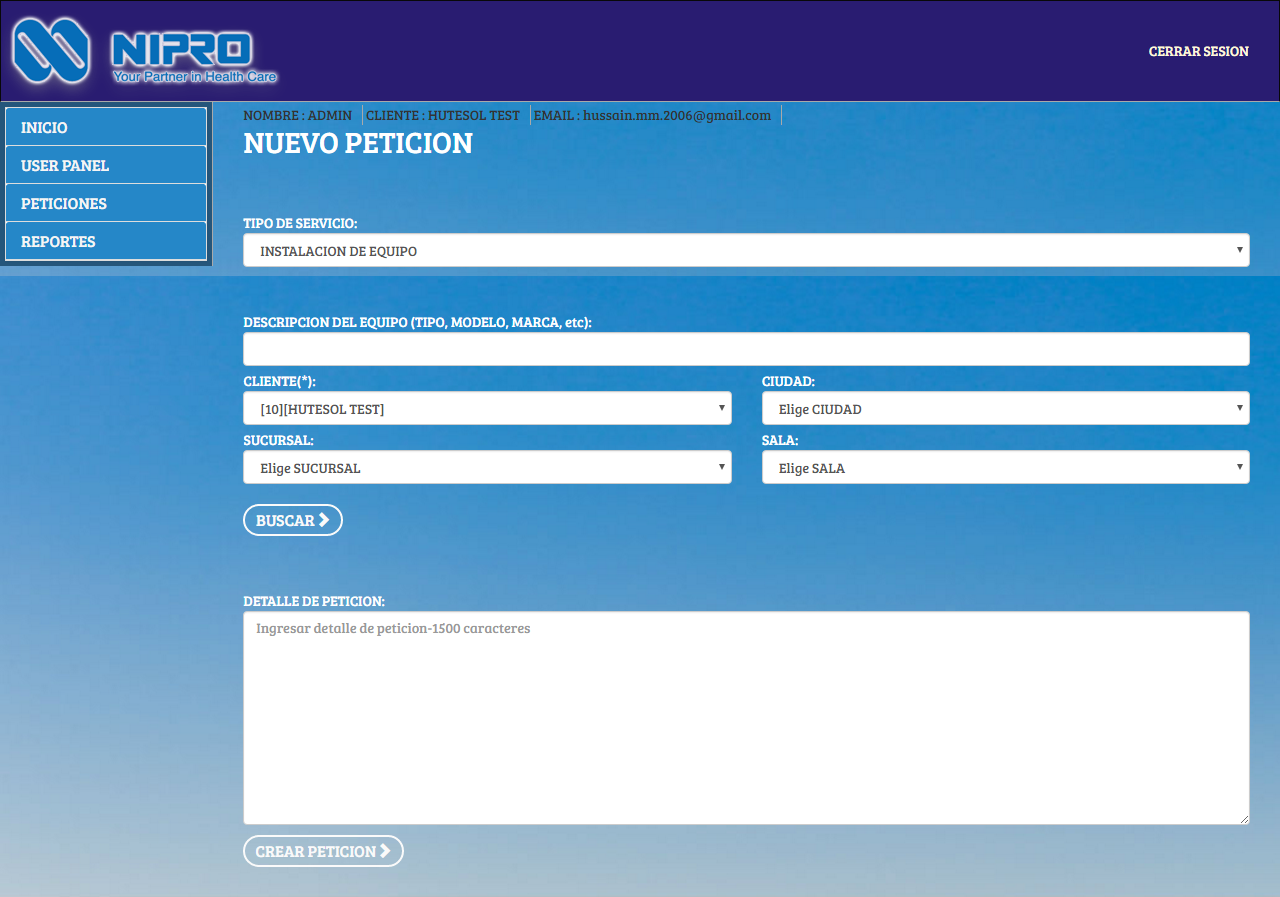 NIPRO
Your Partner in Health Care
CERRAR SESION
INICIO
USER PANEL
PETICIONES
REPORTES
NOMBRE : ADMIN CLIENTE : HUTESOL TEST EMAIL : hussain.mm.2006@gmail.com
NUEVO PETICION
TIPO DE SERVICIO:
INSTALACION DE EQUIPO
DESCRIPCION DEL EQUIPO (TIPO, MODELO, MARCA, etc):
CLIENTE(*): CIUDAD:
[10][HUTESOL TEST] Elige CIUDAD
SUCURSAL: SALA:
Elige SUCURSAL Elige SALA
BUSCAR
DETALLE DE PETICION:
Ingresar detalle de peticion-1500 caracteres
CREAR PETICION